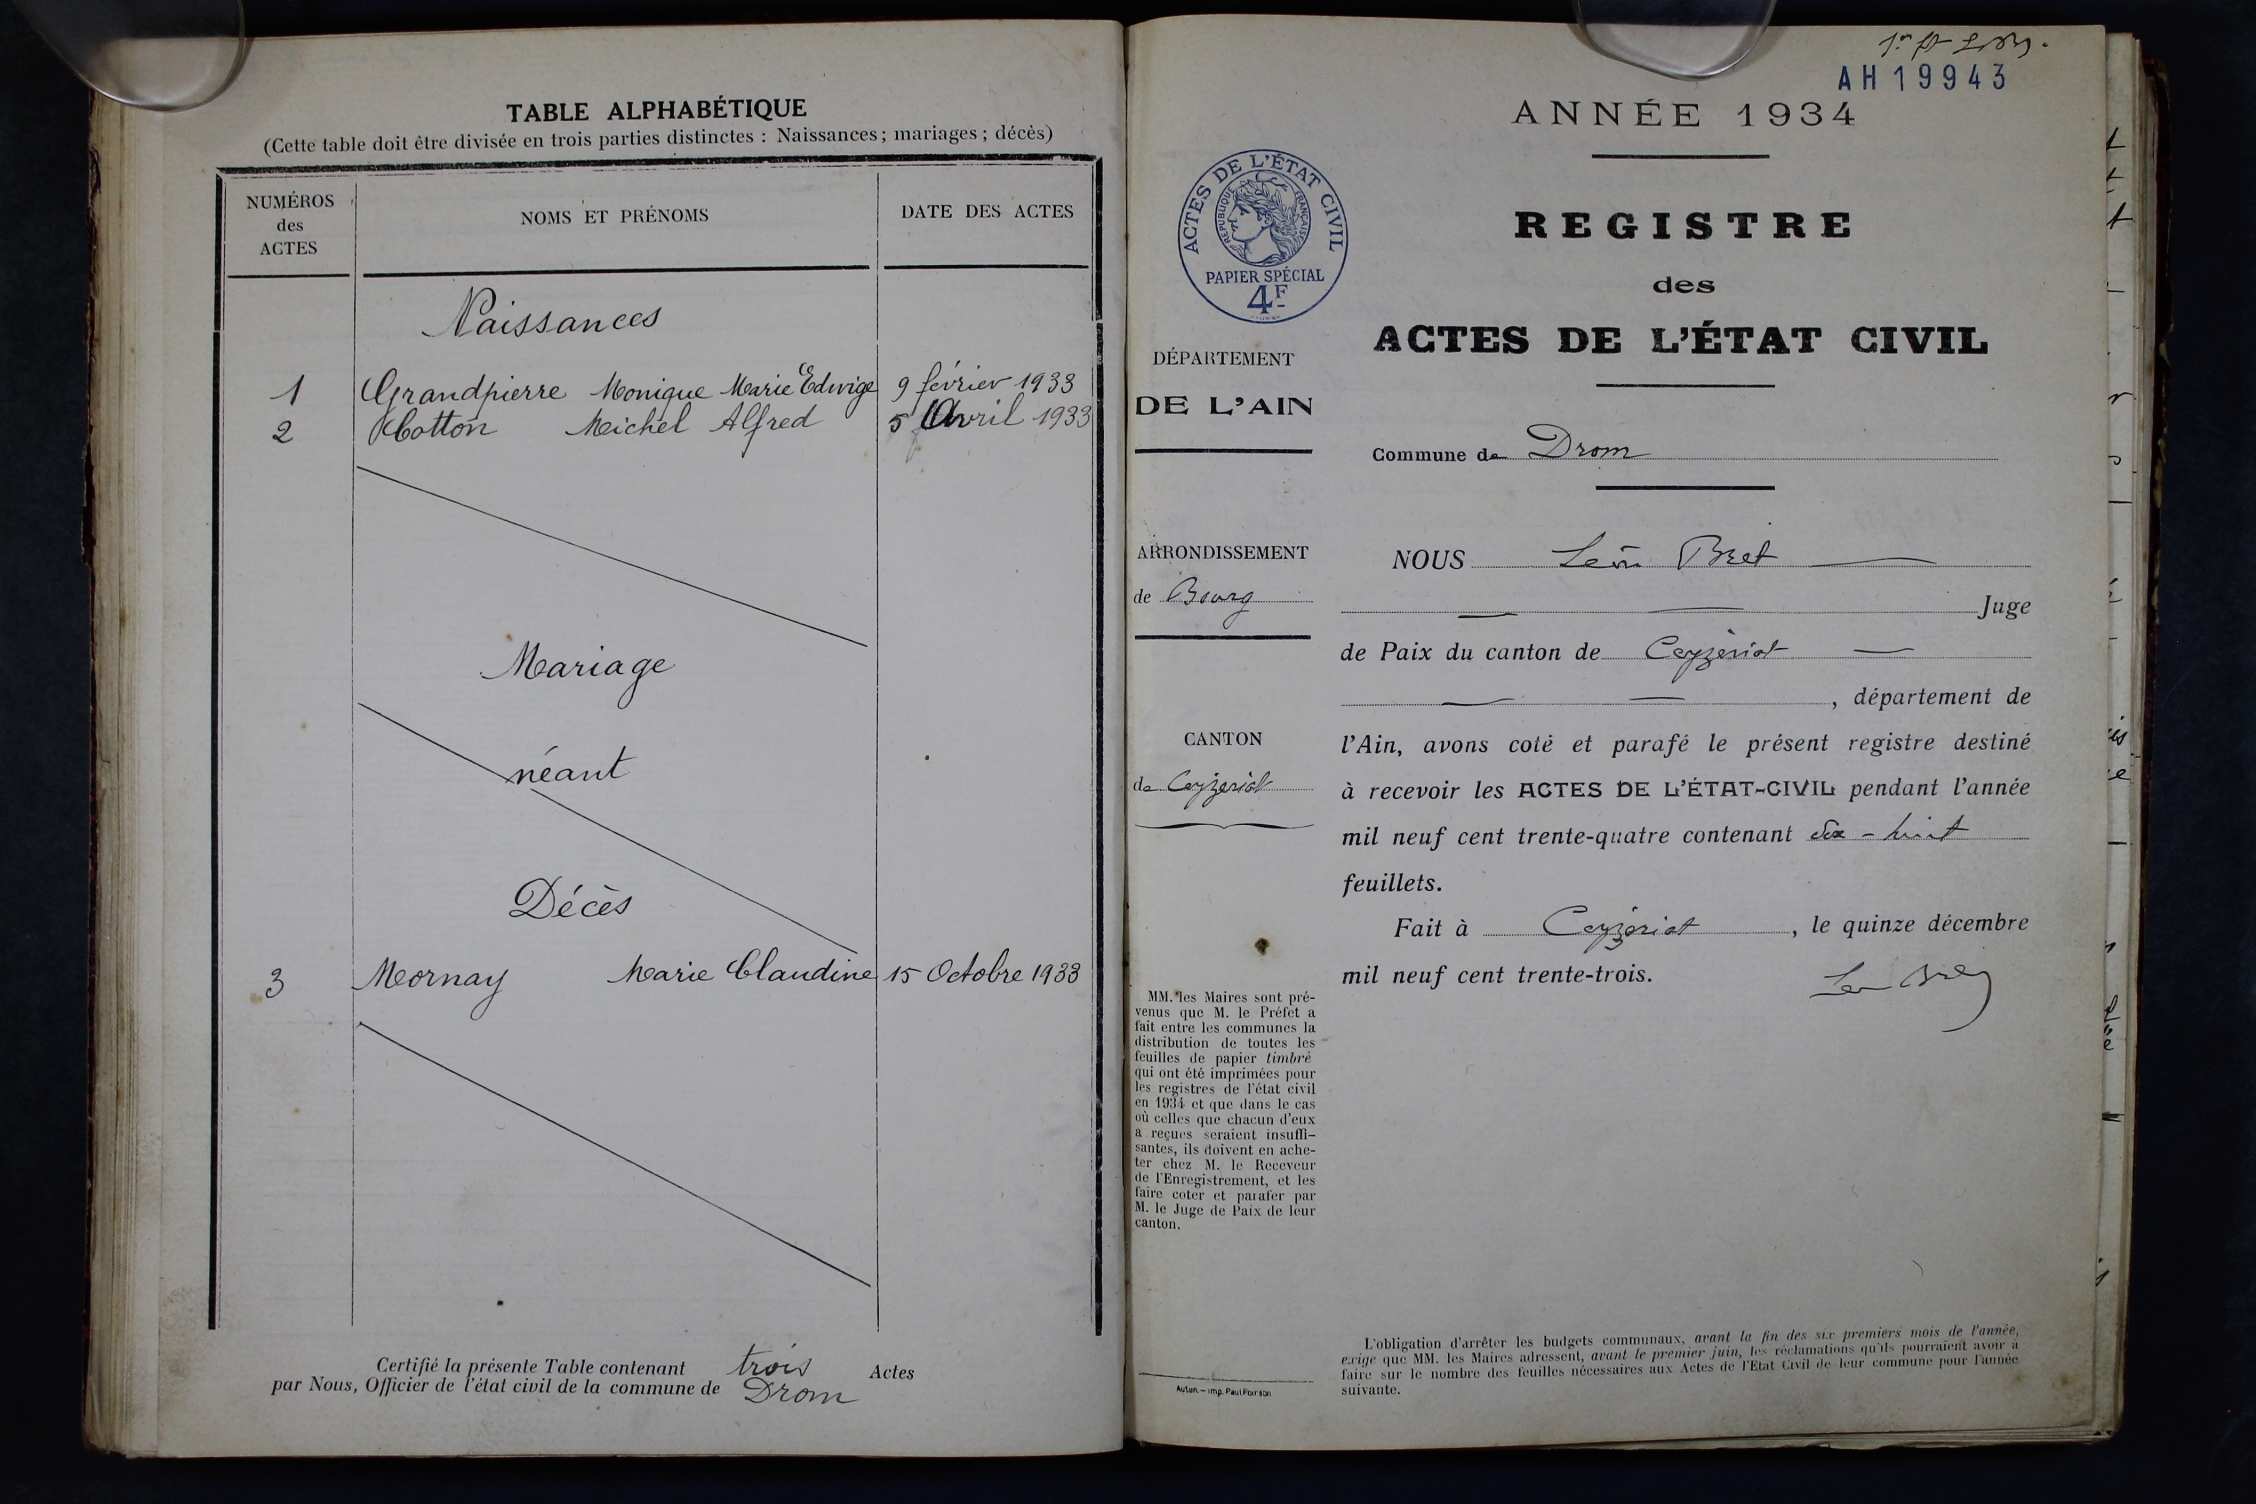 TABLE ALPHABÉTIQUE
(Cette table doit être divisée en trois parties distinctes : Naissances ; mariages ; décès)
NUMÉROS
des
ACTES
NOMS ET PRÉNOMS
DATE DES ACTES
Naissances
1 Grandpierre Monique Marie Edwige 9 février 1933
2 Cotton Michel Alfred 5 Avril 1933
Mariage
néant
Décès
3 Mornay Marie Claudine 15 Octobre 1933
Certifié la présente Table contenant trois Actes
par Nous, Officier de l'état civil de la commune de Drom
AH19943
ANNÉE 1934
ACTES DE L'ÉTAT CIVIL
RÉPUBLIQUE FRANÇAISE
PAPIER SPÉCIAL
4F
REGISTRE
des
ACTES DE L'ÉTAT CIVIL
DÉPARTEMENT
DE L'AIN
Commune de Drom
ARRONDISSEMENT
de Bourg
CANTON
de Ceyzériat
NOUS Léon Bret
Juge
de Paix du canton de Ceyzériat
, département de
l'Ain, avons coté et parafé le présent registre destiné
à recevoir les ACTES DE L'ÉTAT-CIVIL pendant l'année
mil neuf cent trente-quatre contenant huit
feuillets.
Fait à Ceyzériat, le quinze décembre
mil neuf cent trente-trois.
MM. les Maires sont pré-
venus que M. le Préfet a
fait entre les communes la
distribution de toutes les
feuilles de papier timbré
qui ont été imprimées pour
les registres de l'état civil
en 1934 et que dans le cas
où celles que chacun d'eux
a reçues seraient insuffi-
santes, ils doivent en ache-
ter chez M. le Receveur
de l'Enregistrement, et les
faire coter et parafer par
M. le Juge de Paix de leur
canton.
Autun. – imp. Paul Poirson
L'obligation d'arrêter les budgets communaux, avant la fin des six premiers mois de l'année,
exige que MM. les Maires adressent, avant le premier juin, les réclamations qu'ils pourraient avoir à
faire sur le nombre des feuilles nécessaires aux Actes de l'Etat Civil de leur commune pour l'année
suivante.